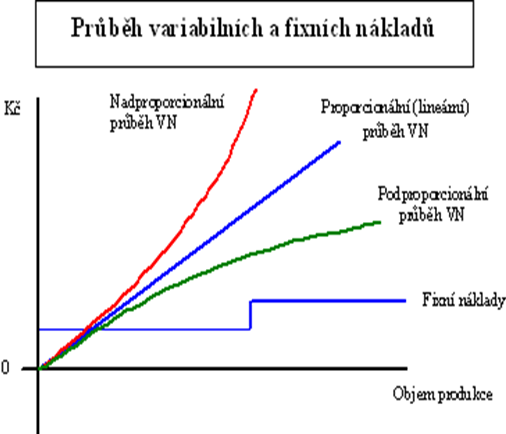 Průběh variabilních a fixních nákladů
Kč
Nadproporcionální
průběh VN
Proporcionální (lineární)
průběh VN
Podproporcionální
průběh VN
Fixní náklady
0
Objem produkce